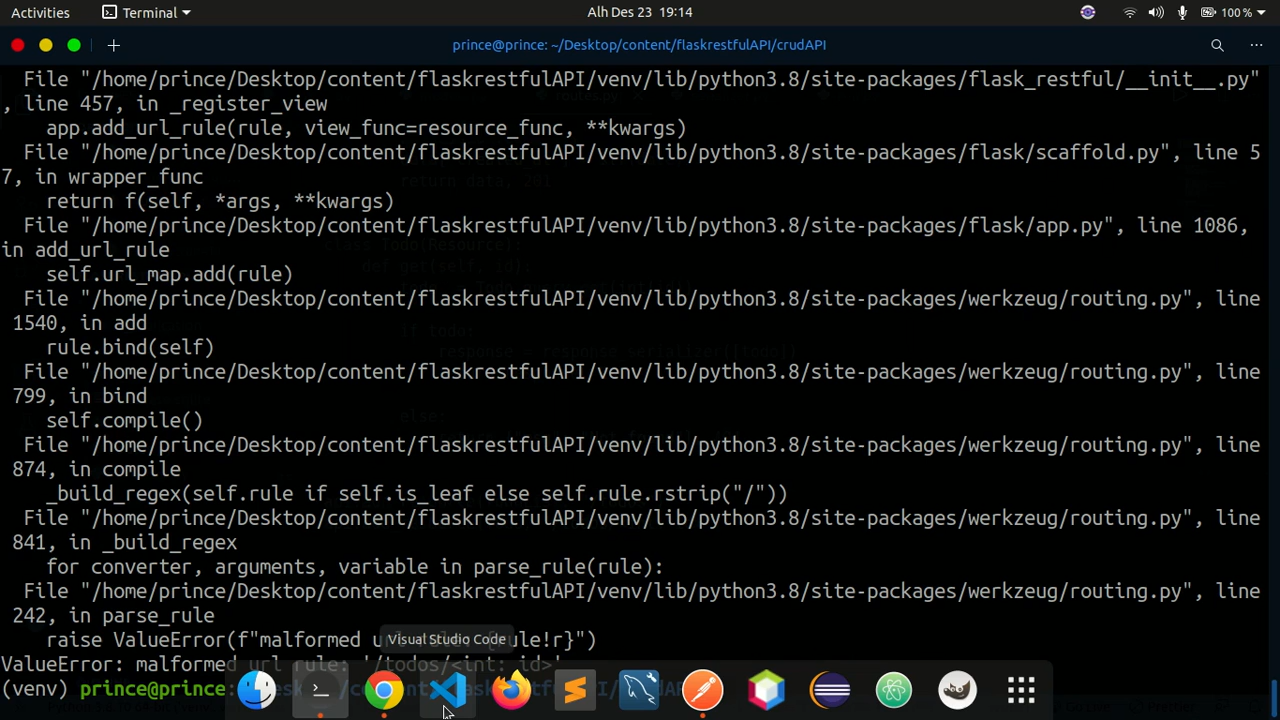 Activities Terminal Alh Des 23 19:14 100 %
prince@prince: ~/Desktop/content/flaskrestfulAPI/crudAPI
File "/home/prince/Desktop/content/flaskrestfulAPI/venv/lib/python3.8/site-packages/flask_restful/__init__.py"
, line 457, in _register_view
app.add_url_rule(rule, view_func=resource_func, **kwargs)
File "/home/prince/Desktop/content/flaskrestfulAPI/venv/lib/python3.8/site-packages/flask/scaffold.py", line 5
7, in wrapper_func
return f(self, *args, **kwargs)
File "/home/prince/Desktop/content/flaskrestfulAPI/venv/lib/python3.8/site-packages/flask/app.py", line 1086,
in add_url_rule
self.url_map.add(rule)
File "/home/prince/Desktop/content/flaskrestfulAPI/venv/lib/python3.8/site-packages/werkzeug/routing.py", line
1540, in add
rule.bind(self)
File "/home/prince/Desktop/content/flaskrestfulAPI/venv/lib/python3.8/site-packages/werkzeug/routing.py", line
799, in bind
self.compile()
File "/home/prince/Desktop/content/flaskrestfulAPI/venv/lib/python3.8/site-packages/werkzeug/routing.py", line
874, in compile
_build_regex(self.rule if self.is_leaf else self.rule.rstrip("/"))
File "/home/prince/Desktop/content/flaskrestfulAPI/venv/lib/python3.8/site-packages/werkzeug/routing.py", line
841, in _build_regex
for converter, arguments, variable in parse_rule(rule):
File "/home/prince/Desktop/content/flaskrestfulAPI/venv/lib/python3.8/site-packages/werkzeug/routing.py", line
242, in parse_rule
raise ValueError(f"malformed ule!r}")
Visual Studio Code
ValueError: malformed url rule: '/todos/<int: id>'
(venv) prince@prince: